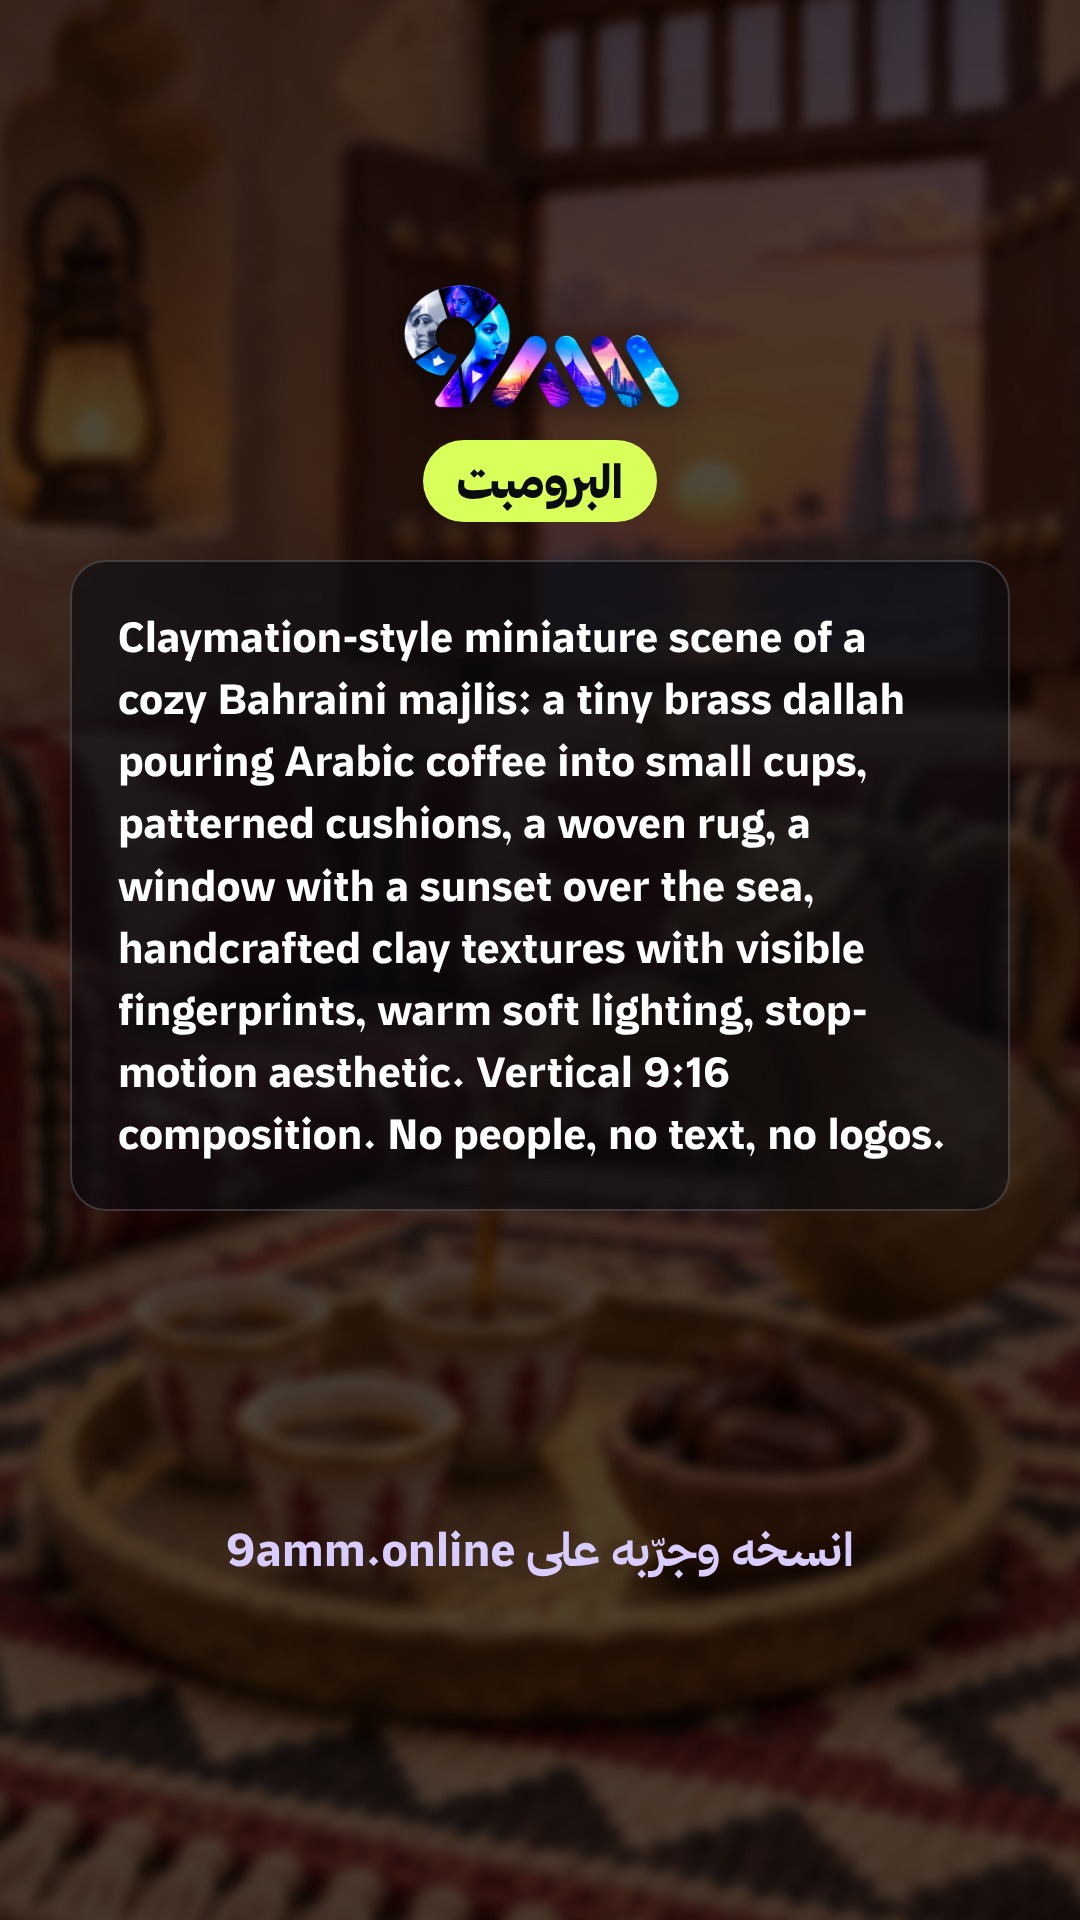 9amm
البرومبت
Claymation-style miniature scene of a
cozy Bahraini majlis: a tiny brass dallah
pouring Arabic coffee into small cups,
patterned cushions, a woven rug, a
window with a sunset over the sea,
handcrafted clay textures with visible
fingerprints, warm soft lighting, stop-
motion aesthetic. Vertical 9:16
composition. No people, no text, no logos.
انسخه وجرّبه على 9amm.online